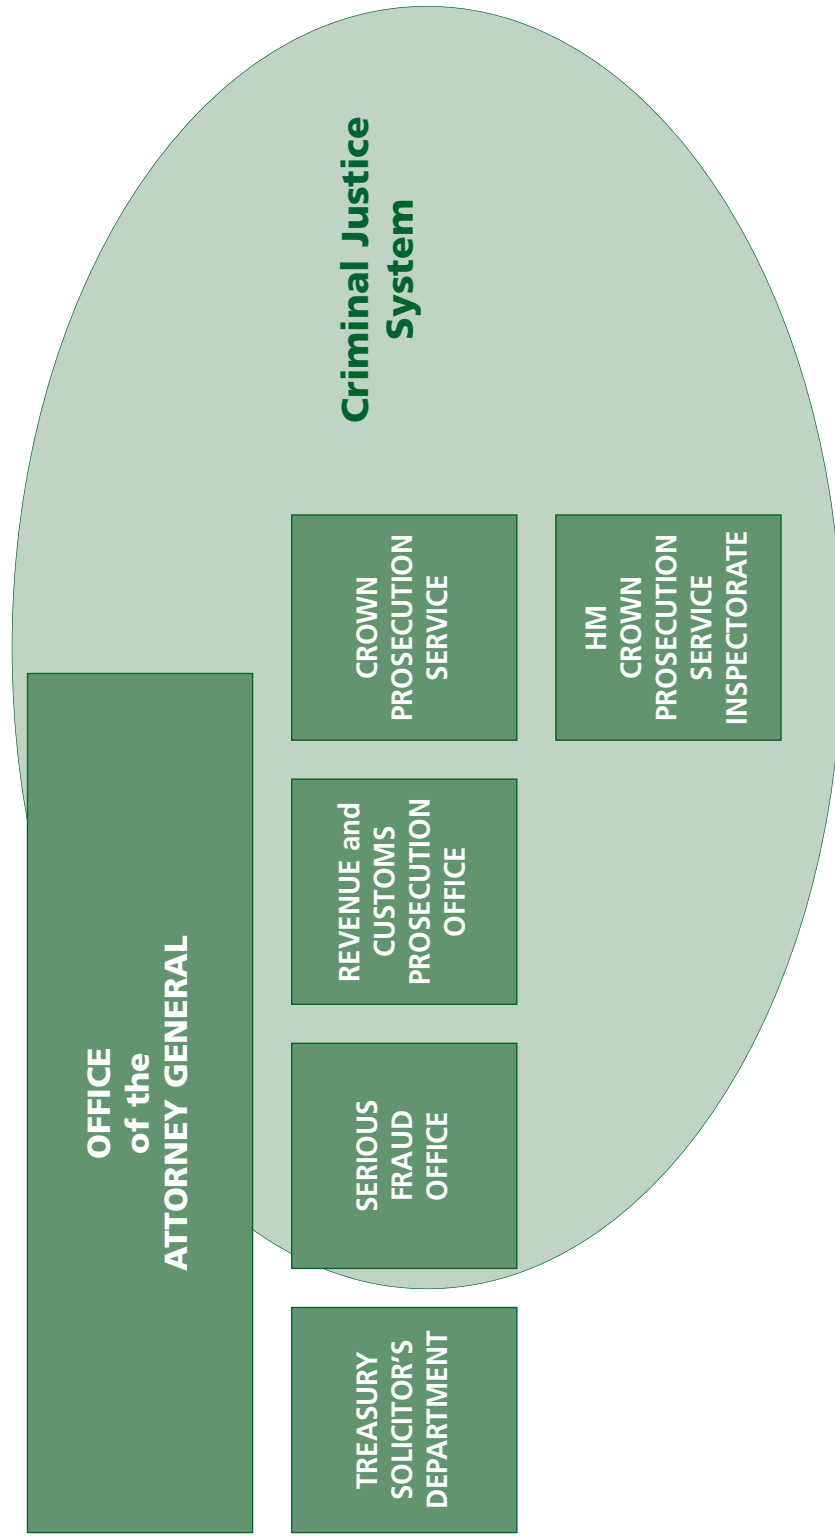 OFFICE
of the
ATTORNEY GENERAL
Criminal Justice
System
TREASURY
SOLICITOR’S
DEPARTMENT
SERIOUS
FRAUD
OFFICE
REVENUE and
CUSTOMS
PROSECUTION
OFFICE
CROWN
PROSECUTION
SERVICE
HM
CROWN
PROSECUTION
SERVICE
INSPECTORATE